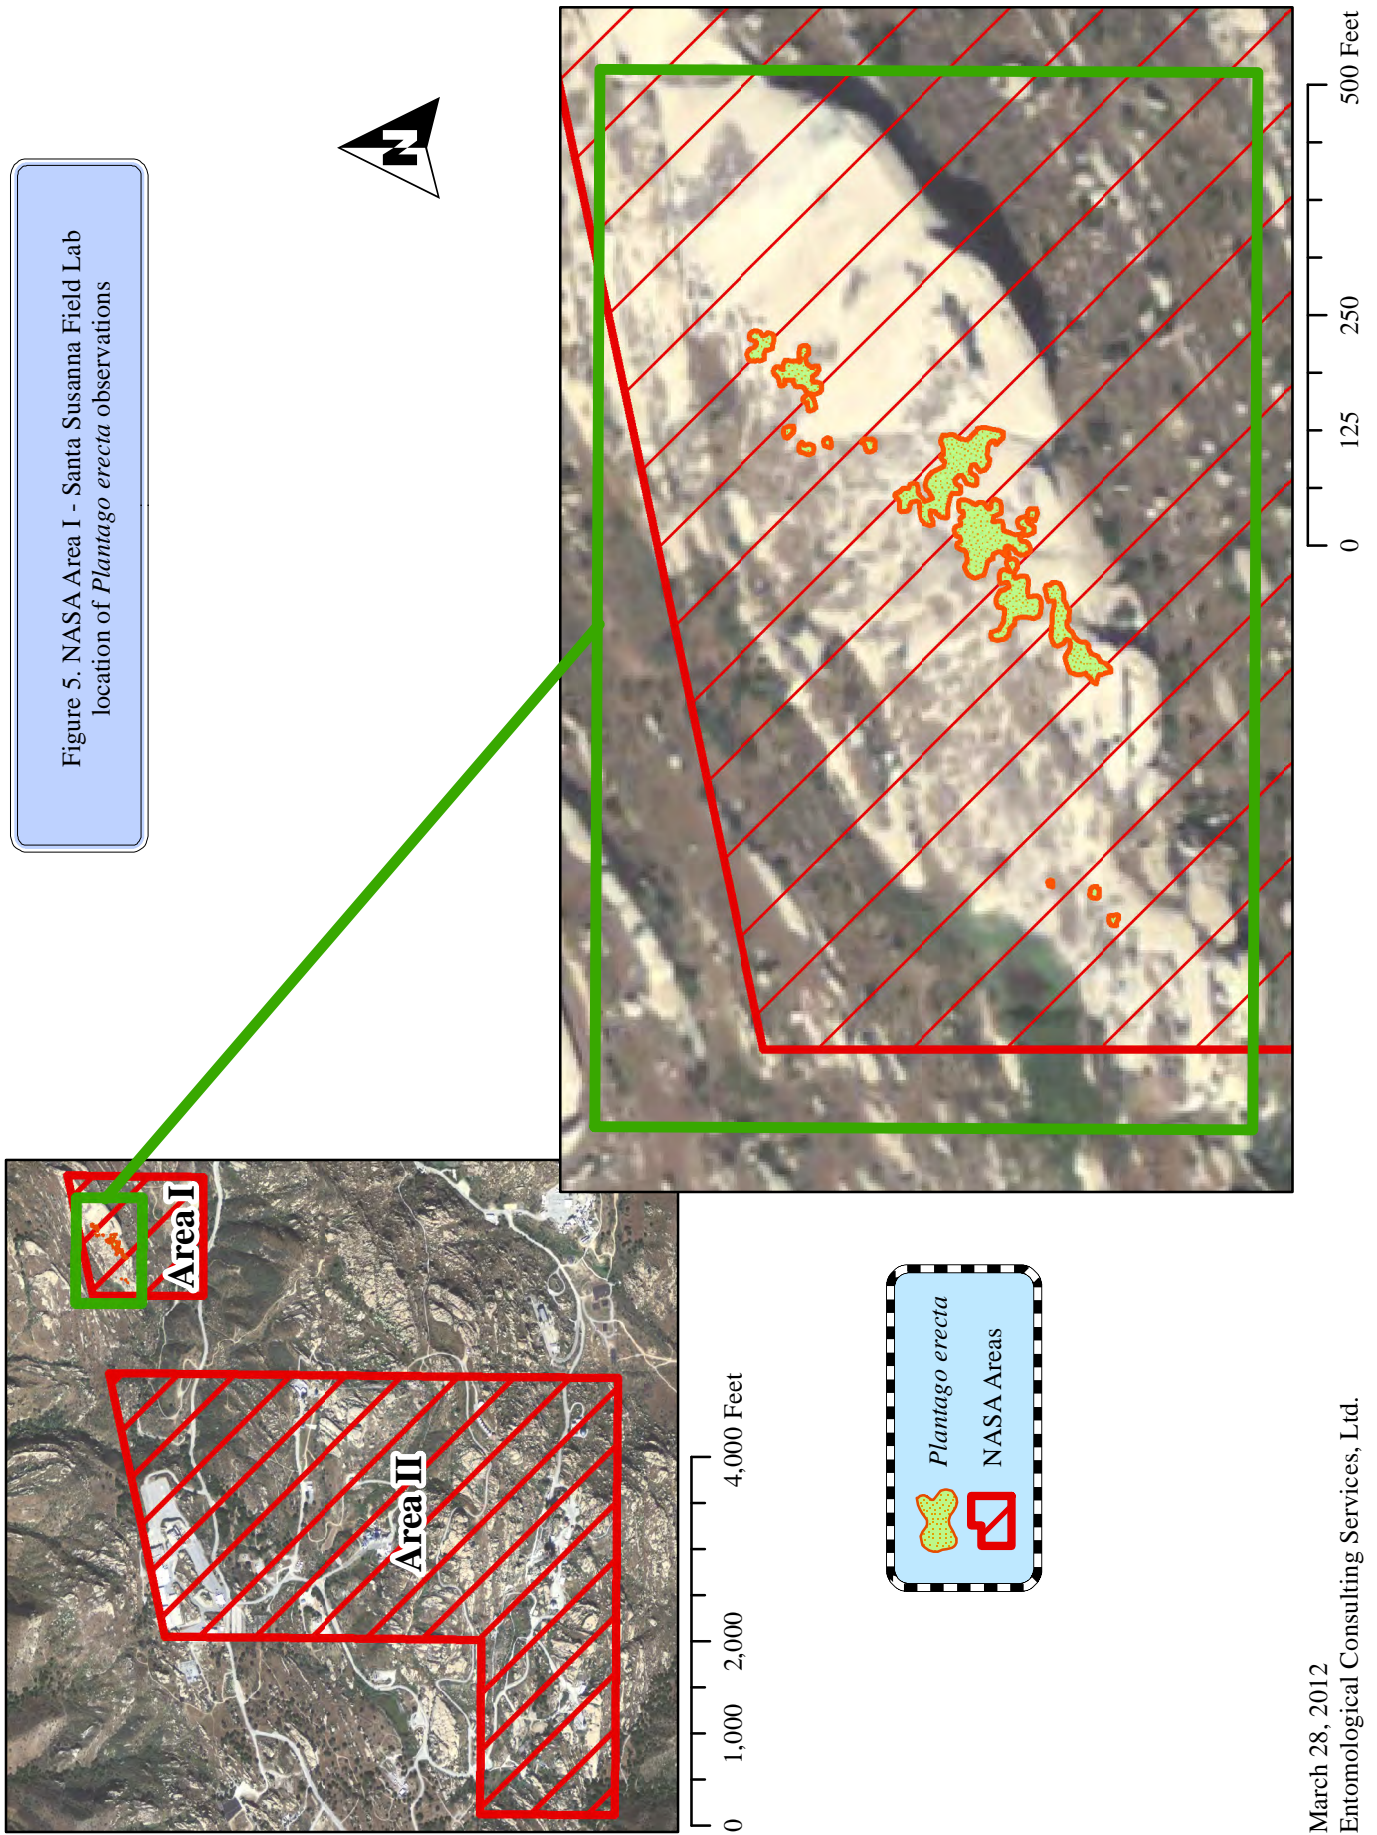 Figure 5. NASA Area I - Santa Susanna Field Lab
location of Plantago erecta observations
N
Area I
Area II
0 1,000 2,000 4,000 Feet
0 125 250 500 Feet
Plantago erecta
NASA Areas
March 28, 2012
Entomological Consulting Services, Ltd.